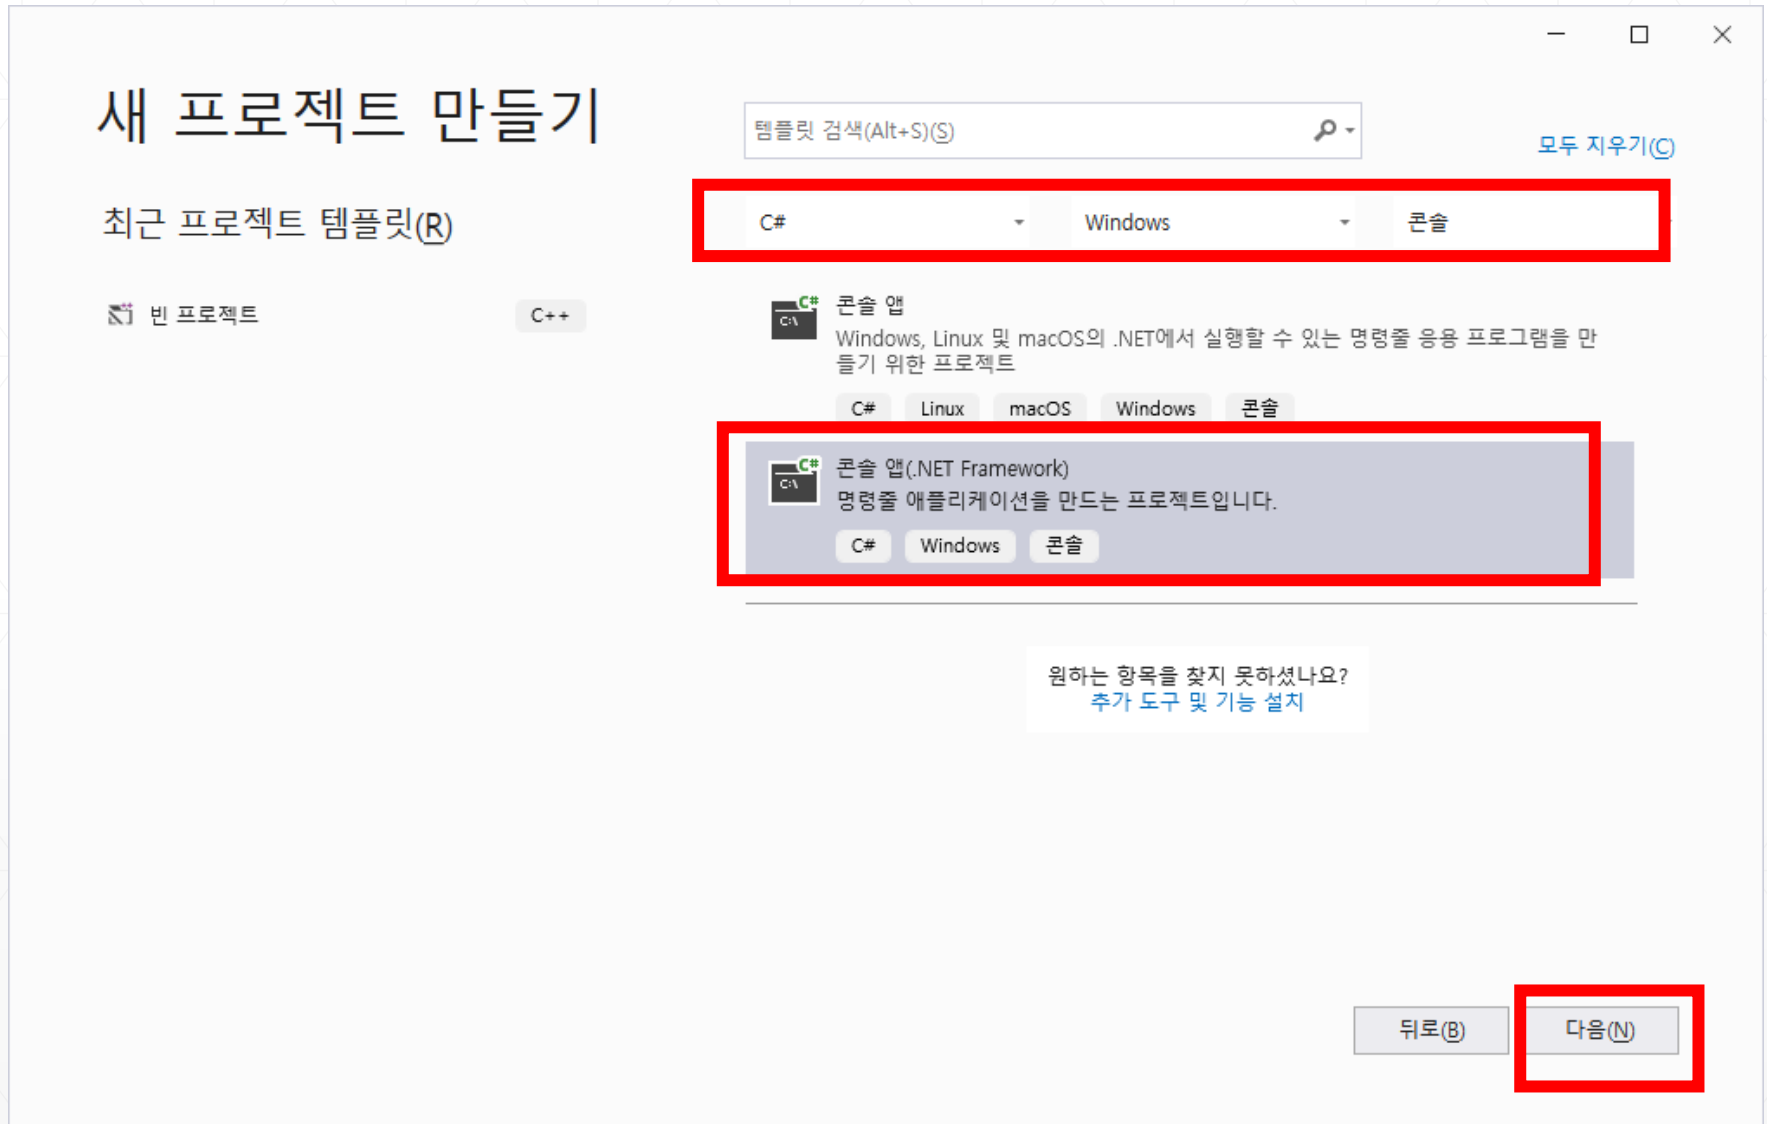 새 프로젝트 만들기
템플릿 검색(Alt+S)(S)
모두 지우기(C)
최근 프로젝트 템플릿(R)
C#
Windows
콘솔
빈 프로젝트
C++
콘솔 앱
Windows, Linux 및 macOS의 .NET에서 실행할 수 있는 명령줄 응용 프로그램을 만
들기 위한 프로젝트
C# Linux macOS Windows 콘솔
콘솔 앱(.NET Framework)
명령줄 애플리케이션을 만드는 프로젝트입니다.
C# Windows 콘솔
원하는 항목을 찾지 못하셨나요?
추가 도구 및 기능 설치
뒤로(B)
다음(N)